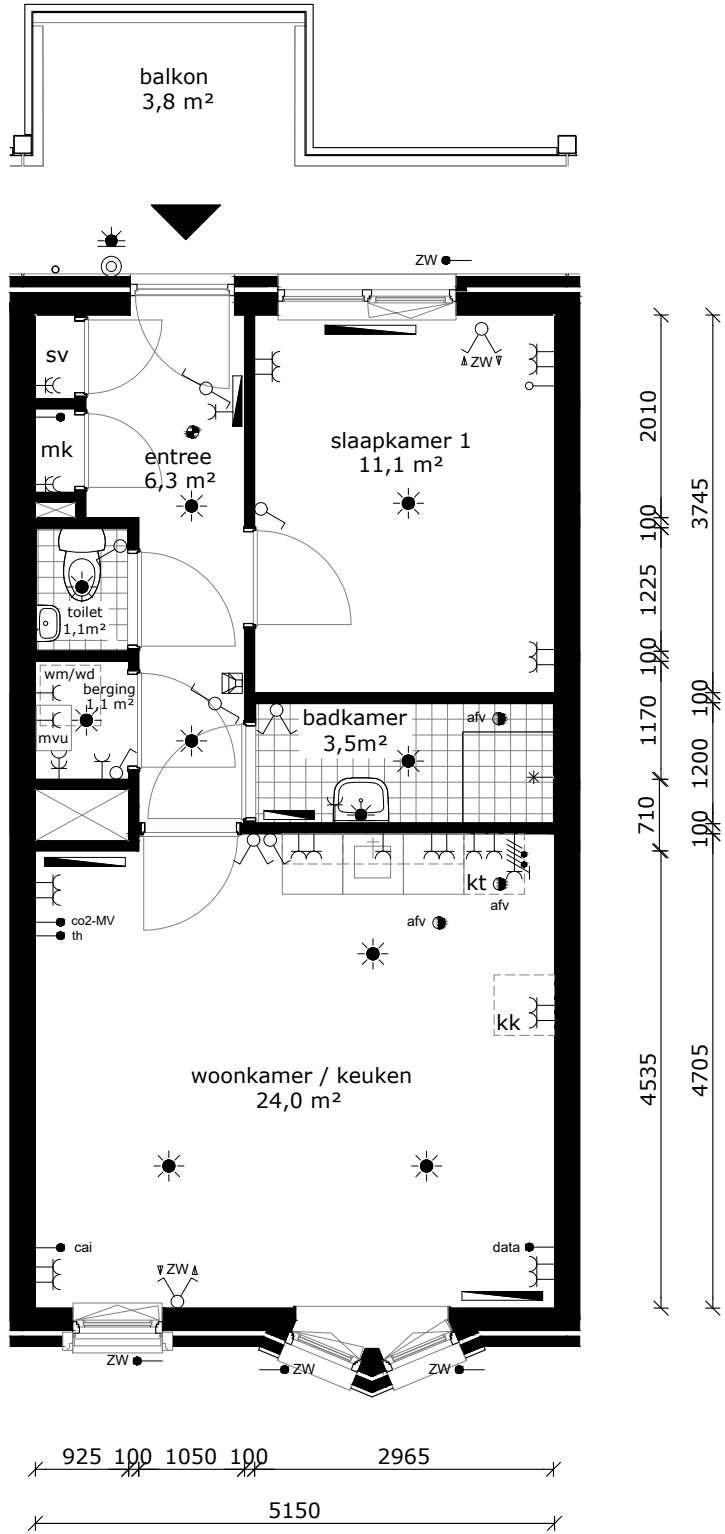 balkon
3,8 m²
ZW
sv
ZW
mk
entree
6,3 m²
slaapkamer 1
11,1 m²
toilet
1,1m²
wm/wd
berging
1,1 m²
mvu
badkamer
3,5m²
afv
kt
afv
afv
co2-MV
th
kk
woonkamer / keuken
24,0 m²
cai
data
ZW
ZW
ZW
ZW
2010
100
1225
100
1170
710
4535
3745
100
1200
100
4705
925 100 1050 100 2965
5150